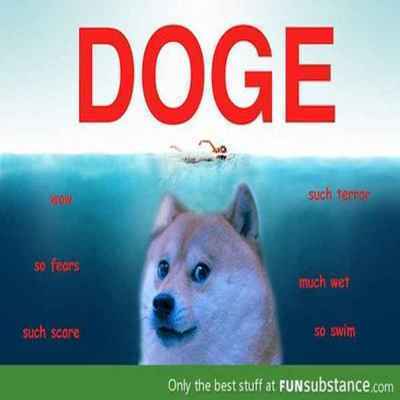 DOGE
wow
such terror
so fears
much wet
such scare
so swim
Only the best stuff at FUNsubstance.com